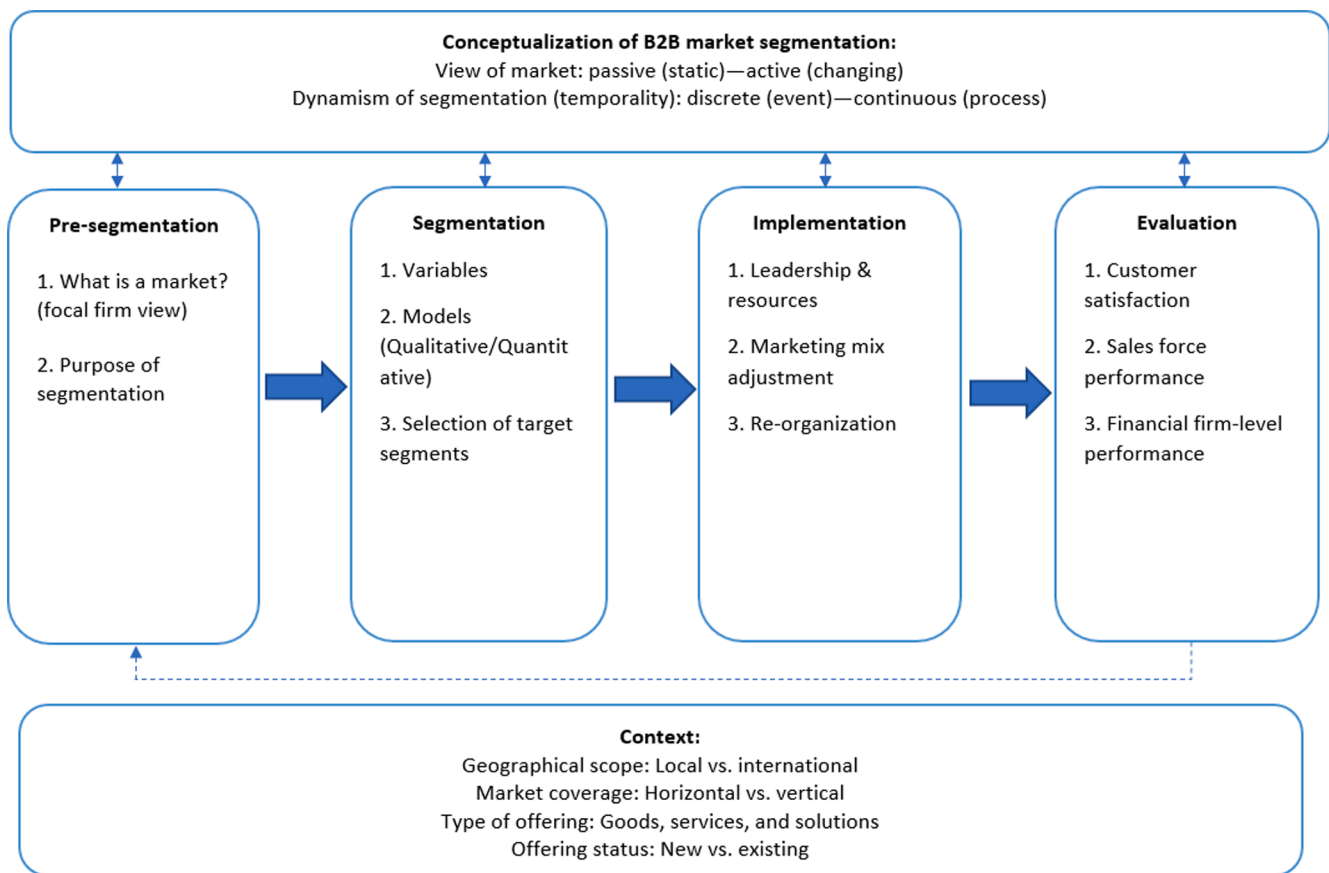 Conceptualization of B2B market segmentation:
View of market: passive (static)—active (changing)
Dynamism of segmentation (temporality): discrete (event)—continuous (process)
Pre-segmentation
1. What is a market?
(focal firm view)
2. Purpose of
segmentation
Segmentation
1. Variables
2. Models
(Qualitative/Quantit
ative)
3. Selection of target
segments
Implementation
1. Leadership &
resources
2. Marketing mix
adjustment
3. Re-organization
Evaluation
1. Customer
satisfaction
2. Sales force
performance
3. Financial firm-level
performance
Context:
Geographical scope: Local vs. international
Market coverage: Horizontal vs. vertical
Type of offering: Goods, services, and solutions
Offering status: New vs. existing